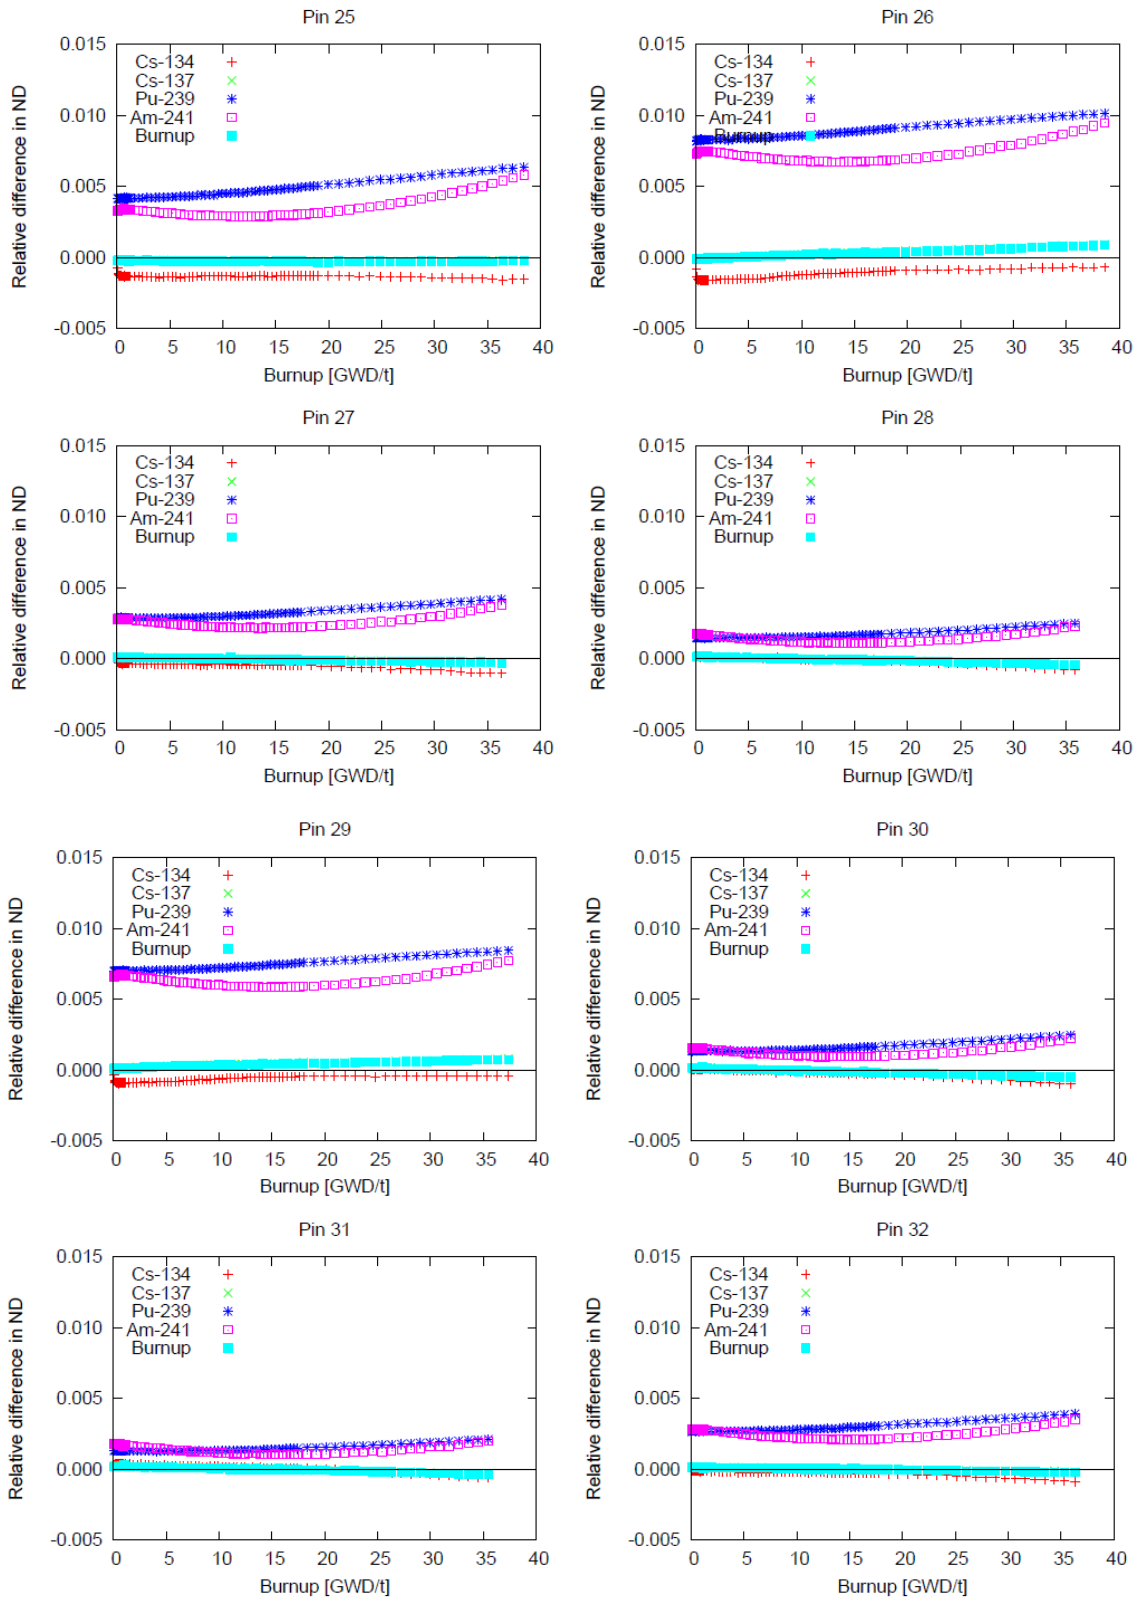 Pin 25
Relative difference in ND
0.015
0.010
0.005
0.000
-0.005
Cs-134
Cs-137
Pu-239
Am-241
Burnup
0 5 10 15 20 25 30 35 40
Burnup [GWD/t]
Pin 26
Relative difference in ND
0.015
0.010
0.005
0.000
-0.005
Cs-134
Cs-137
Pu-239
Am-241
Burnup
0 5 10 15 20 25 30 35 40
Burnup [GWD/t]
Pin 27
Relative difference in ND
0.015
0.010
0.005
0.000
-0.005
Cs-134
Cs-137
Pu-239
Am-241
Burnup
0 5 10 15 20 25 30 35 40
Burnup [GWD/t]
Pin 28
Relative difference in ND
0.015
0.010
0.005
0.000
-0.005
Cs-134
Cs-137
Pu-239
Am-241
Burnup
0 5 10 15 20 25 30 35 40
Burnup [GWD/t]
Pin 29
Relative difference in ND
0.015
0.010
0.005
0.000
-0.005
Cs-134
Cs-137
Pu-239
Am-241
Burnup
0 5 10 15 20 25 30 35 40
Burnup [GWD/t]
Pin 30
Relative difference in ND
0.015
0.010
0.005
0.000
-0.005
Cs-134
Cs-137
Pu-239
Am-241
Burnup
0 5 10 15 20 25 30 35 40
Burnup [GWD/t]
Pin 31
Relative difference in ND
0.015
0.010
0.005
0.000
-0.005
Cs-134
Cs-137
Pu-239
Am-241
Burnup
0 5 10 15 20 25 30 35 40
Burnup [GWD/t]
Pin 32
Relative difference in ND
0.015
0.010
0.005
0.000
-0.005
Cs-134
Cs-137
Pu-239
Am-241
Burnup
0 5 10 15 20 25 30 35 40
Burnup [GWD/t]